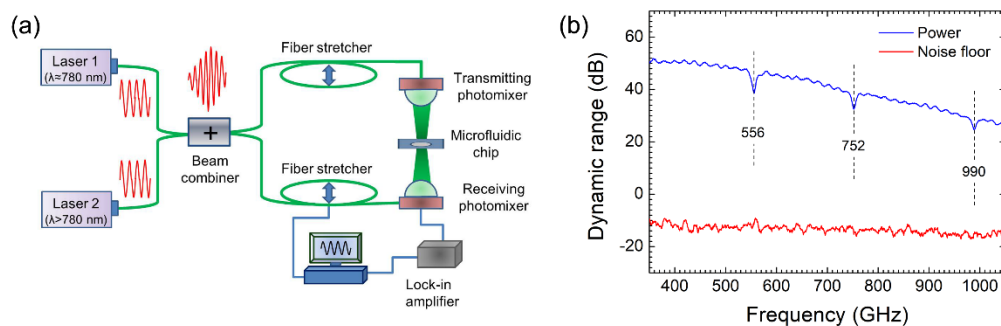 (a)
Laser 1
(λ≈780 nm)
Laser 2
(λ>780 nm)
+
Beam
combiner
Fiber stretcher
Fiber stretcher
Transmitting
photomixer
Microfluidic
chip
Receiving
photomixer
Lock-in
amplifier
(b)
Dynamic range (dB)
60
40
20
0
-20
Power
Noise floor
556
752
990
400 500 600 700 800 900 1000
Frequency (GHz)